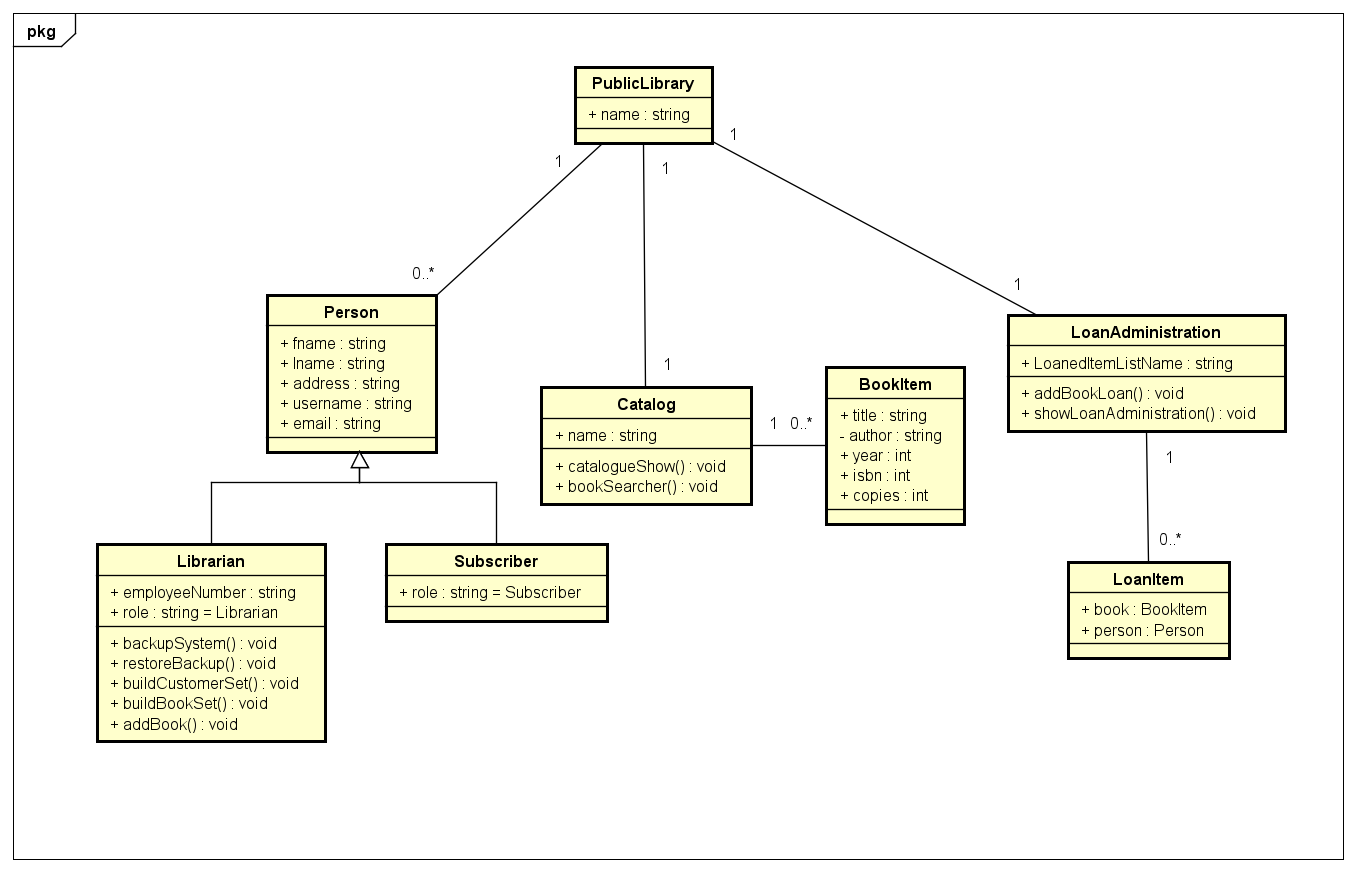 pkg
PublicLibrary
+ name : string
1
1
1
0..*
1
1
Person
+ fname : string
+ lname : string
+ address : string
+ username : string
+ email : string
LoanAdministration
+ LoanedItemListName : string
+ addBookLoan() : void
+ showLoanAdministration() : void
Catalog
+ name : string
+ catalogueShow() : void
+ bookSearcher() : void
1 0..*
BookItem
+ title : string
- author : string
+ year : int
+ isbn : int
+ copies : int
1
0..*
Librarian
+ employeeNumber : string
+ role : string = Librarian
+ backupSystem() : void
+ restoreBackup() : void
+ buildCustomerSet() : void
+ buildBookSet() : void
+ addBook() : void
Subscriber
+ role : string = Subscriber
LoanItem
+ book : BookItem
+ person : Person